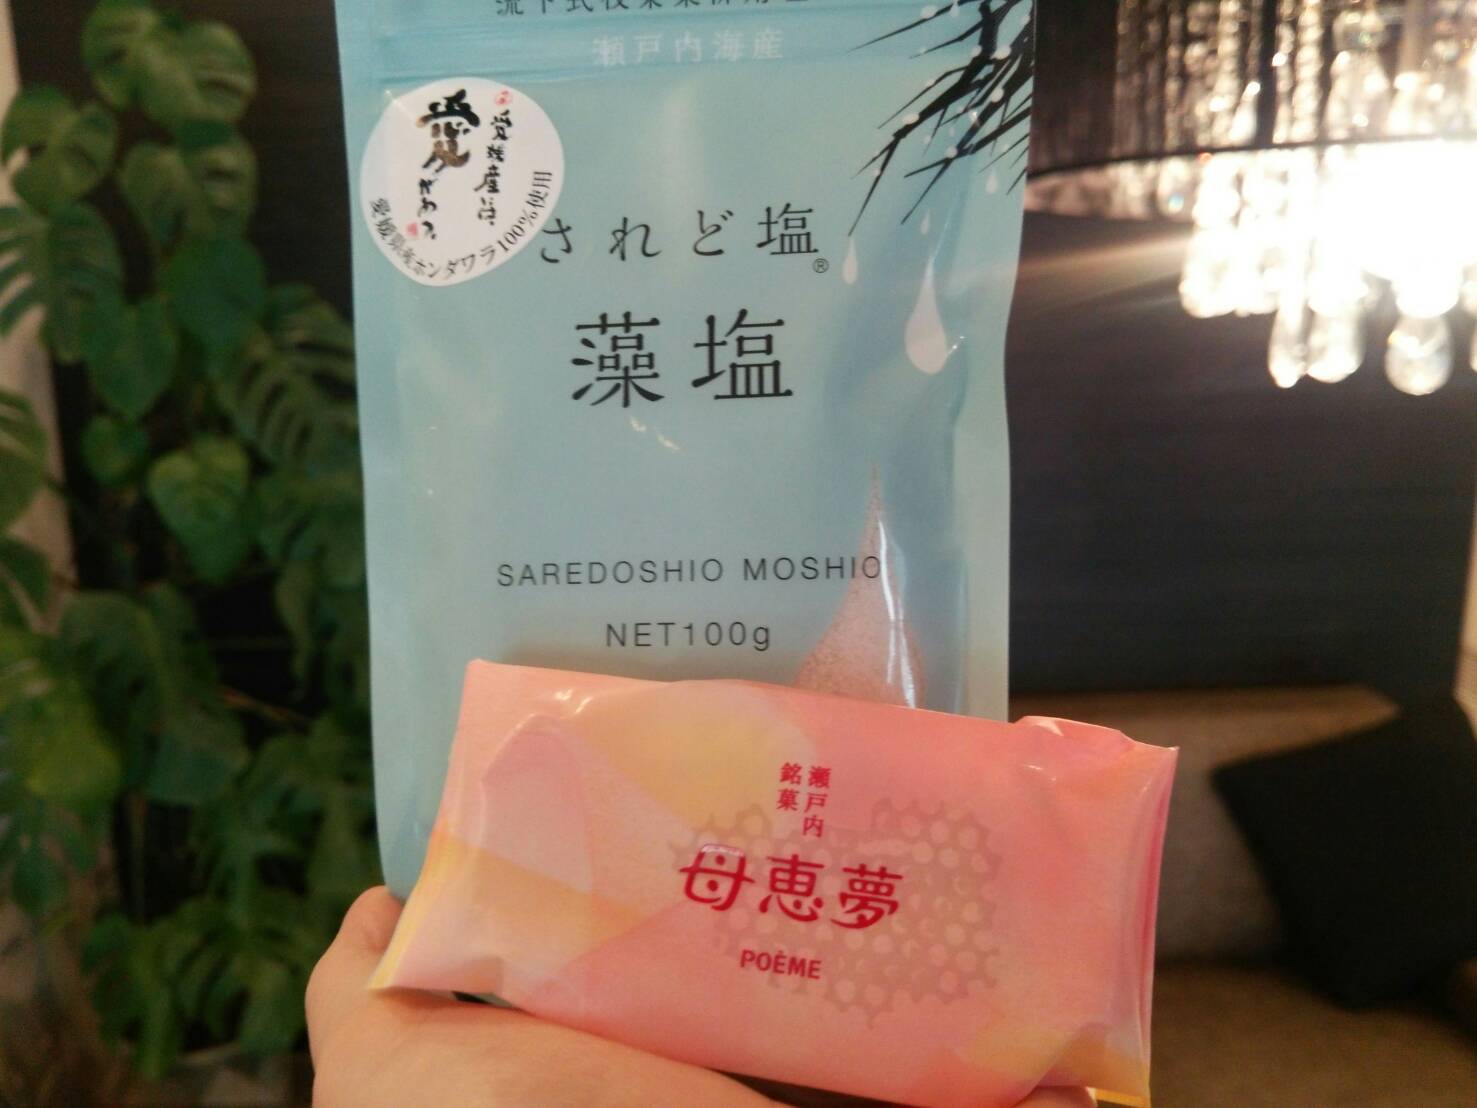 瀬戸内海産
愛媛産には、
愛がある。
愛媛県産ホンダワラ100%使用
されど塩®
藻塩
SAREDOSHIO MOSHIO
NET100g
瀬戸内
銘菓
母恵夢
POÈME